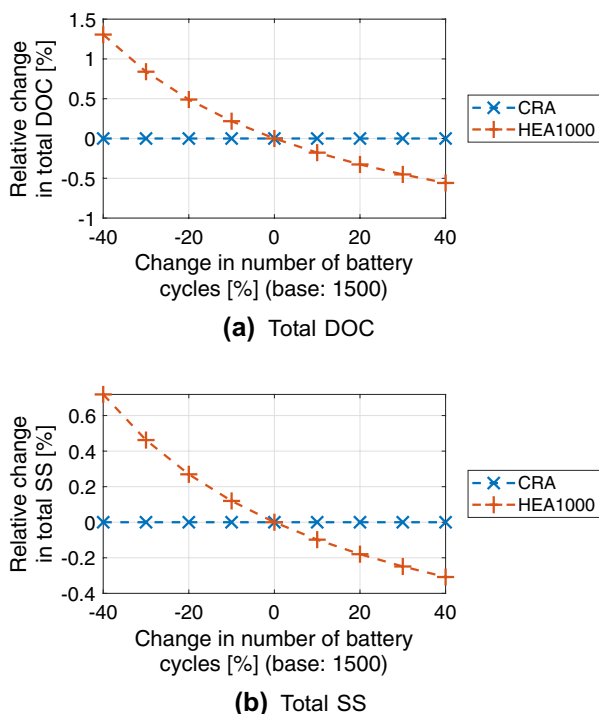 1.5
1
0.5
0
-0.5
-1
Relative change
in total DOC [%]
-40 -20 0 20 40
Change in number of battery
cycles [%] (base: 1500)
CRA
HEA1000
(a) Total DOC
0.6
0.4
0.2
0
-0.2
-0.4
Relative change
in total SS [%]
-40 -20 0 20 40
Change in number of battery
cycles [%] (base: 1500)
CRA
HEA1000
(b) Total SS